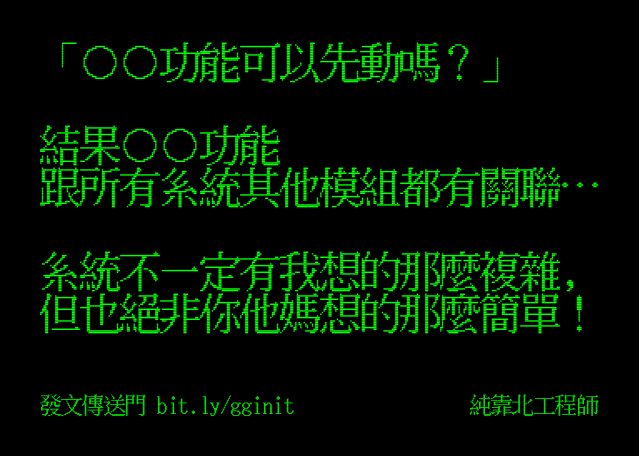 「○○功能可以先動嗎？」
結果○○功能
跟所有系統其他模組都有關聯…
系統不一定有我想的那麼複雜，
但也絕非你他媽想的那麼簡單！
發文傳送門 bit.ly/gginit
純靠北工程師